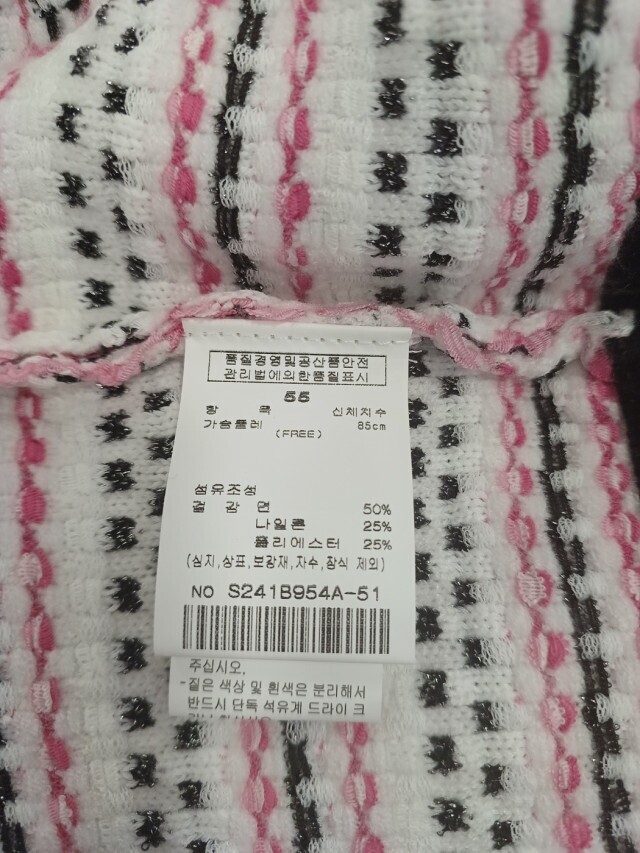 품질경영및공산품안전
관리법에의한품질표시
55
항 목 신체치수
가슴둘레 85cm
(FREE)
섬유조성
겉 감 면 50%
나일론 25%
폴리에스터 25%
(심지,상표,보강재,자수,장식 제외)
NO S241B954A-51
주십시오.
-짙은 색상 및 흰색은 분리해서
반드시 단독 석유계 드라이 크